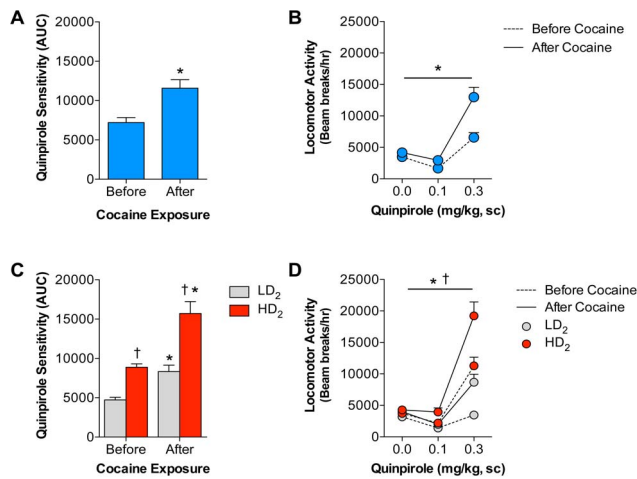 A
Quinpirole Sensitivity (AUC)
20000
15000
10000
5000
0
*
Before
After
Cocaine Exposure
B
Locomotor Activity
(Beam breaks/hr)
25000
20000
15000
10000
5000
0
*
0.0
0.1
0.3
Quinpirole (mg/kg, sc)
Before Cocaine
After Cocaine
C
Quinpirole Sensitivity (AUC)
20000
15000
10000
5000
0
†
*
† *
Before
After
Cocaine Exposure
LD₂
HD₂
D
Locomotor Activity
(Beam breaks/hr)
25000
20000
15000
10000
5000
0
* †
0.0
0.1
0.3
Quinpirole (mg/kg, sc)
Before Cocaine
After Cocaine
LD₂
HD₂